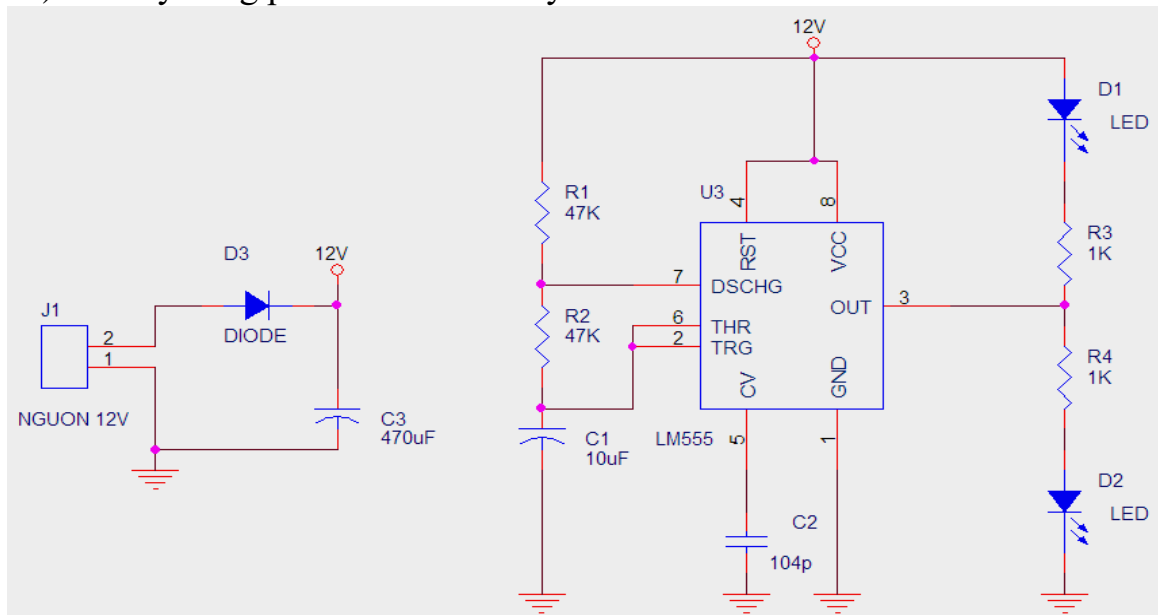 12V
D1
LED
R1
47K
U3
4
8
RST
VCC
R3
1K
D3
12V
7
DSCHG
OUT
3
J1
2
1
DIODE
R2
47K
6
THR
2
TRG
R4
1K
CV
GND
NGUON 12V
C3
470uF
C1
10uF
LM555
5
1
D2
LED
C2
104p